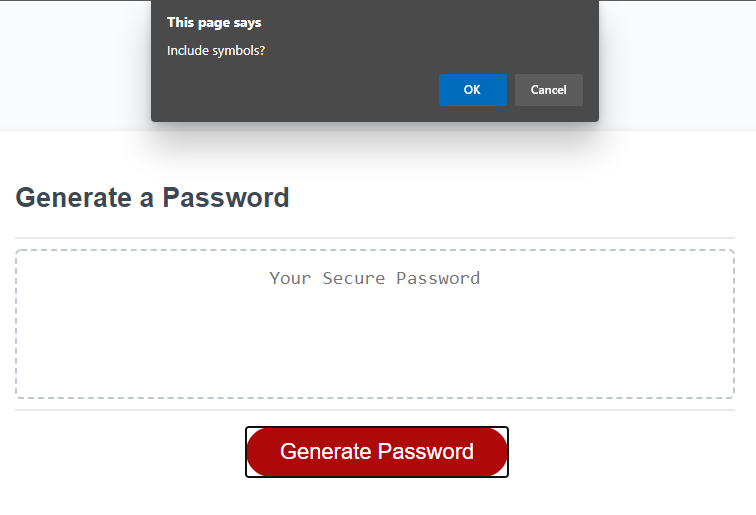 This page says
Include symbols?
OK
Cancel
Generate a Password
Your Secure Password
Generate Password